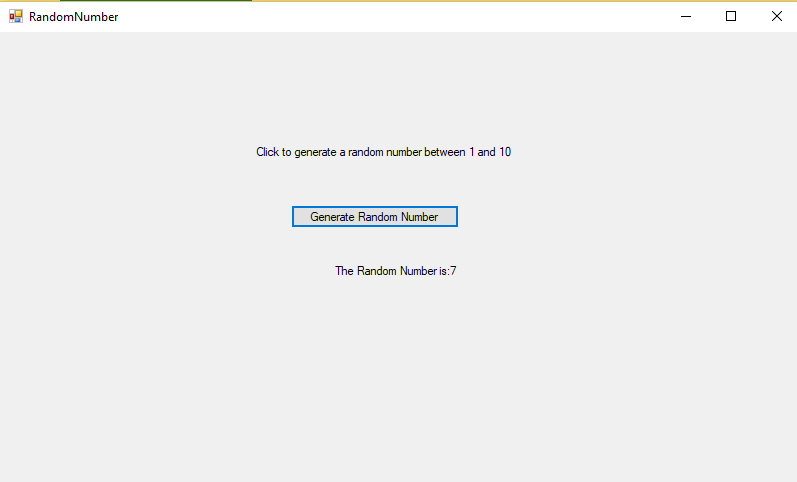 RandomNumber
Click to generate a random number between 1 and 10
Generate Random Number
The Random Number is:7